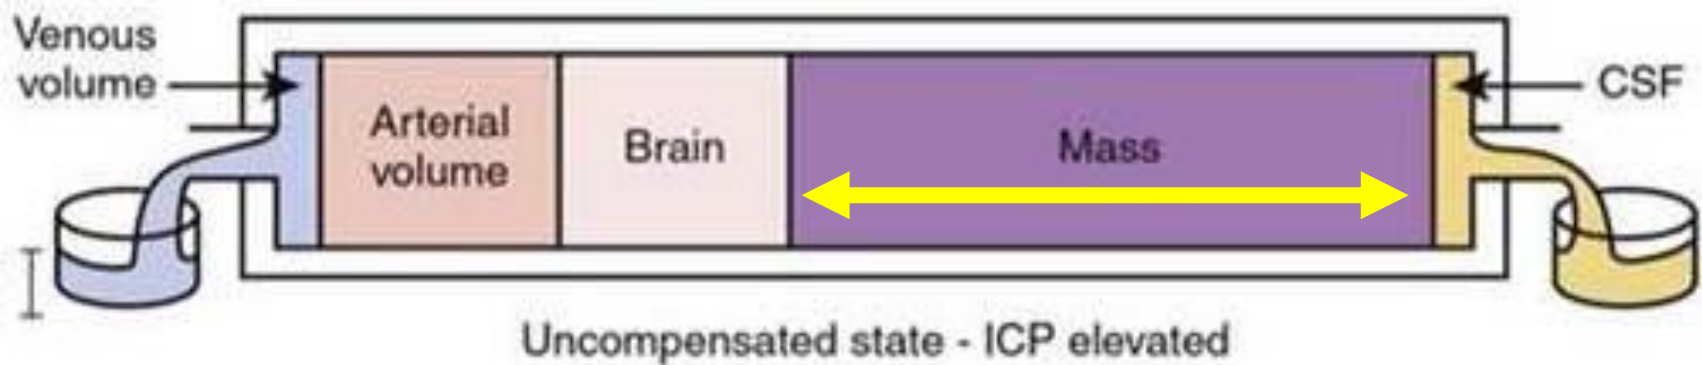 Venous
volume
Arterial
volume
Brain
Mass
CSF
Uncompensated state - ICP elevated